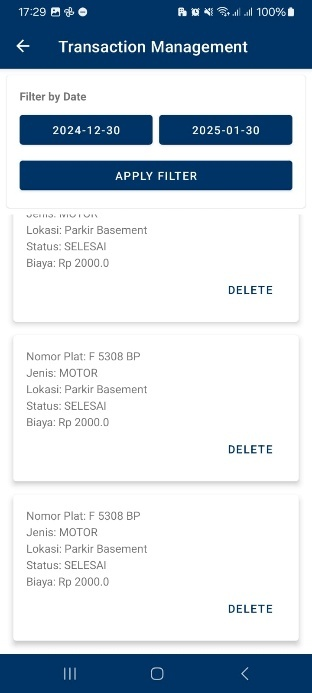 17:29
100%
Transaction Management
Filter by Date
2024-12-30 2025-01-30
APPLY FILTER
Jenis: MOTOR
Lokasi: Parkir Basement
Status: SELESAI
Biaya: Rp 2000.0
DELETE
Nomor Plat: F 5308 BP
Jenis: MOTOR
Lokasi: Parkir Basement
Status: SELESAI
Biaya: Rp 2000.0
DELETE
Nomor Plat: F 5308 BP
Jenis: MOTOR
Lokasi: Parkir Basement
Status: SELESAI
Biaya: Rp 2000.0
DELETE